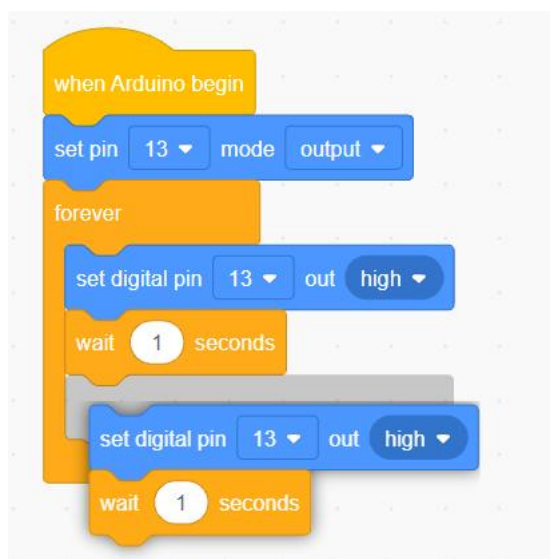 when Arduino begin
set pin 13 mode output
forever
set digital pin 13 out high
wait 1 seconds
set digital pin 13 out high
wait 1 seconds